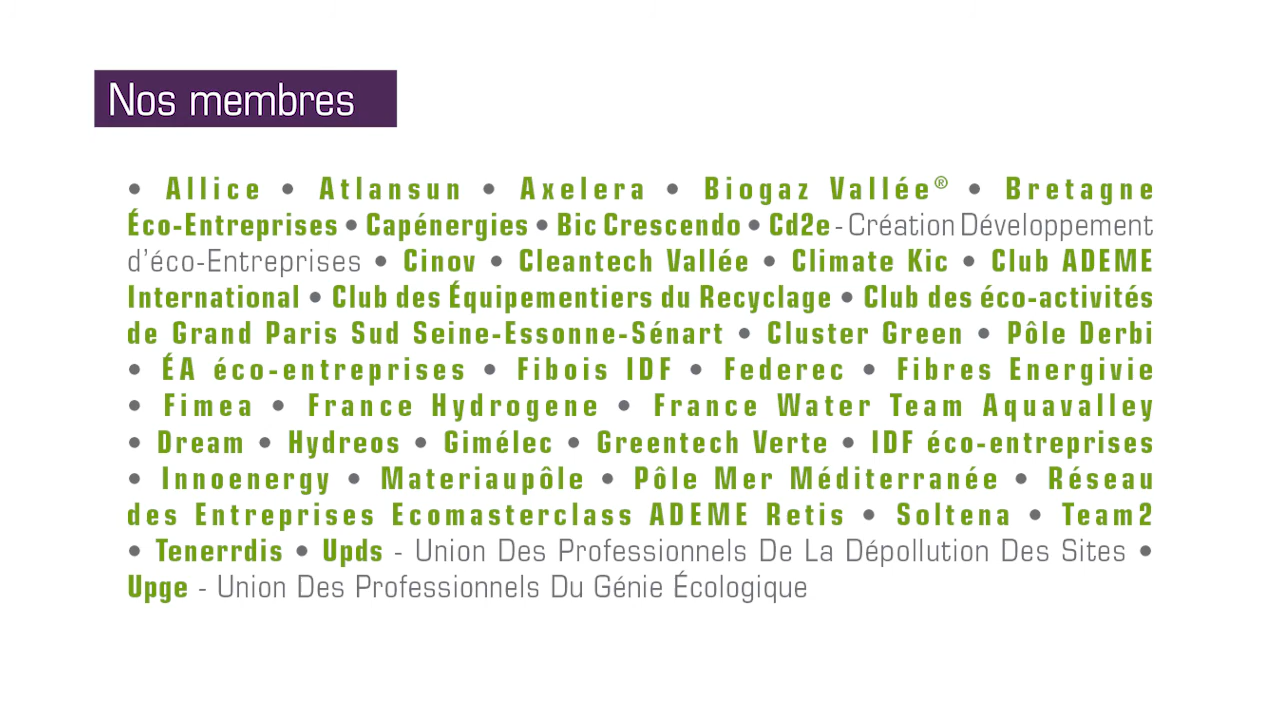 Nos membres
• Allice • Atlansun • Axelera • Biogaz Vallée® • Bretagne
Éco-Entreprises • Capénergies • Bic Crescendo • Cd2e - Création Développement
d'éco-Entreprises • Cinov • Cleantech Vallée • Climate Kic • Club ADEME
International • Club des Équipementiers du Recyclage • Club des éco-activités
de Grand Paris Sud Seine-Essonne-Sénart • Cluster Green • Pôle Derbi
• ÉA éco-entreprises • Fibois IDF • Federec • Fibres Energivie
• Fimea • France Hydrogene • France Water Team Aquavalley
• Dream • Hydreos • Gimélec • Greentech Verte • IDF éco-entreprises
• Innoenergy • Materiaupôle • Pôle Mer Méditerranée • Réseau
des Entreprises Ecomasterclass ADEME Retis • Soltena • Team2
• Tenerrdis • Upds - Union Des Professionnels De La Dépollution Des Sites •
Upge - Union Des Professionnels Du Génie Écologique